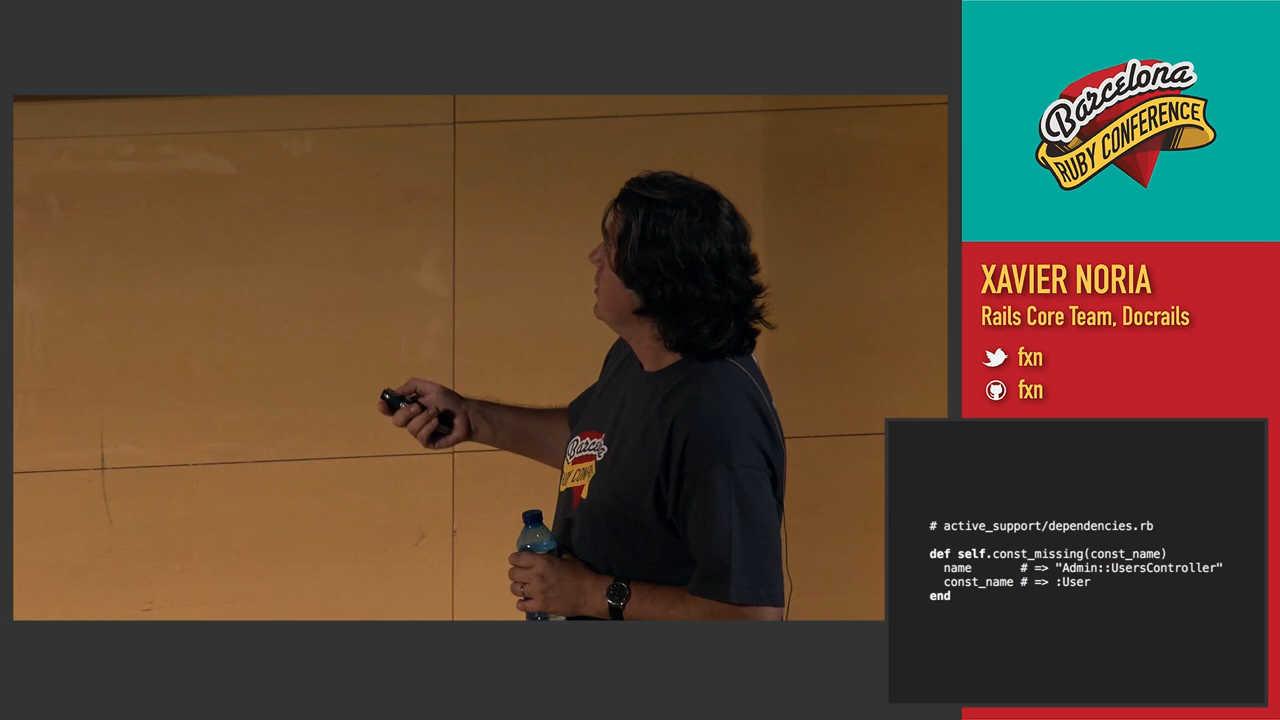 Barcelona
RUBY CONFERENCE
XAVIER NORIA
Rails Core Team, Docrails
fxn
fxn
# active_support/dependencies.rb
def self.const_missing(const_name)
  name       # => "Admin::UsersController"
  const_name # => :User
end